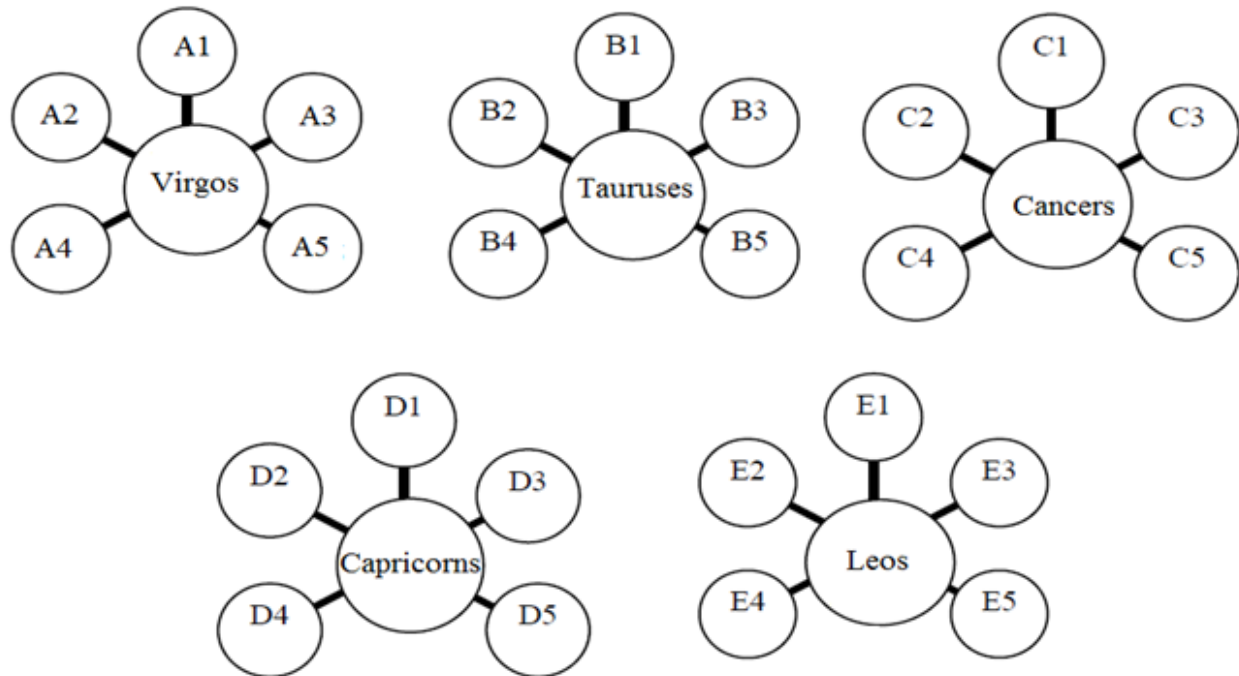 A1
A2
A3
Virgos
A4
A5
B1
B2
B3
Tauruses
B4
B5
C1
C2
C3
Cancers
C4
C5
D1
D2
D3
Capricorns
D4
D5
E1
E2
E3
Leos
E4
E5